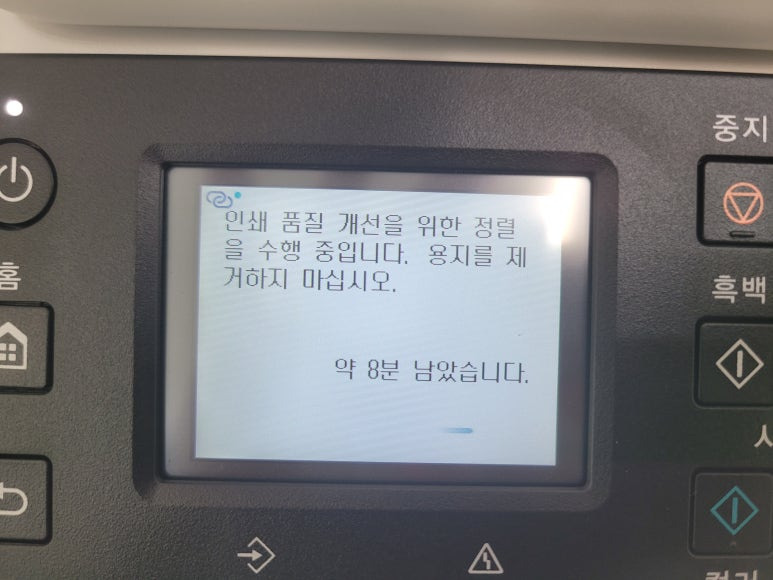 중지
인쇄 품질 개선을 위한 정렬
을 수행 중입니다. 용지를 제
거하지 마십시오.
홈
흑백
약 8분 남았습니다.